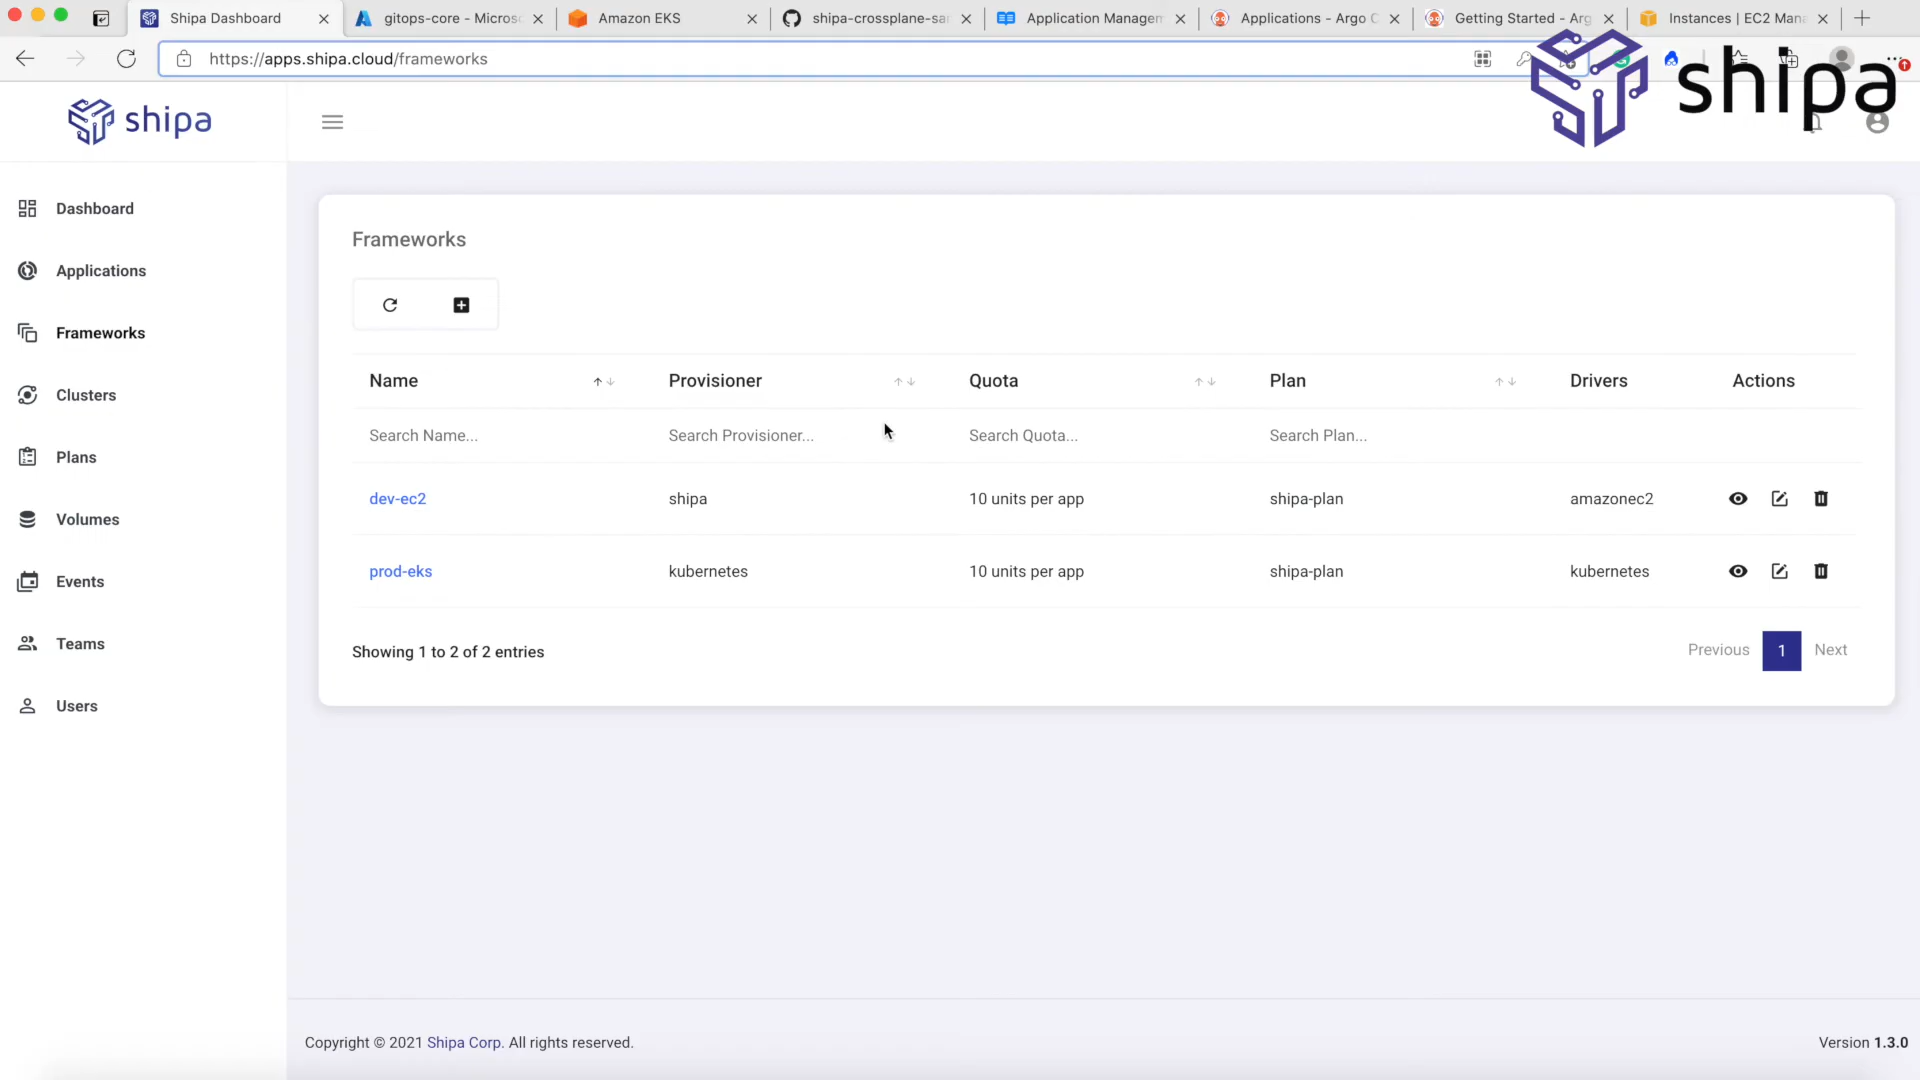 Shipa Dashboard
gitops-core - Micros
Amazon EKS
shipa-crossplane-sa
Application Managem
Applications - Argo C
Getting Started - Arg
Instances | EC2 Man
https://apps.shipa.cloud/frameworks
shipa
shipa
Dashboard
Applications
Frameworks
Clusters
Plans
Volumes
Events
Teams
Users
Frameworks
Name Provisioner Quota Plan Drivers Actions
Search Name... Search Provisioner... Search Quota... Search Plan...
dev-ec2 shipa 10 units per app shipa-plan amazonec2
prod-eks kubernetes 10 units per app shipa-plan kubernetes
Showing 1 to 2 of 2 entries
Previous 1 Next
Copyright © 2021 Shipa Corp. All rights reserved.
Version 1.3.0